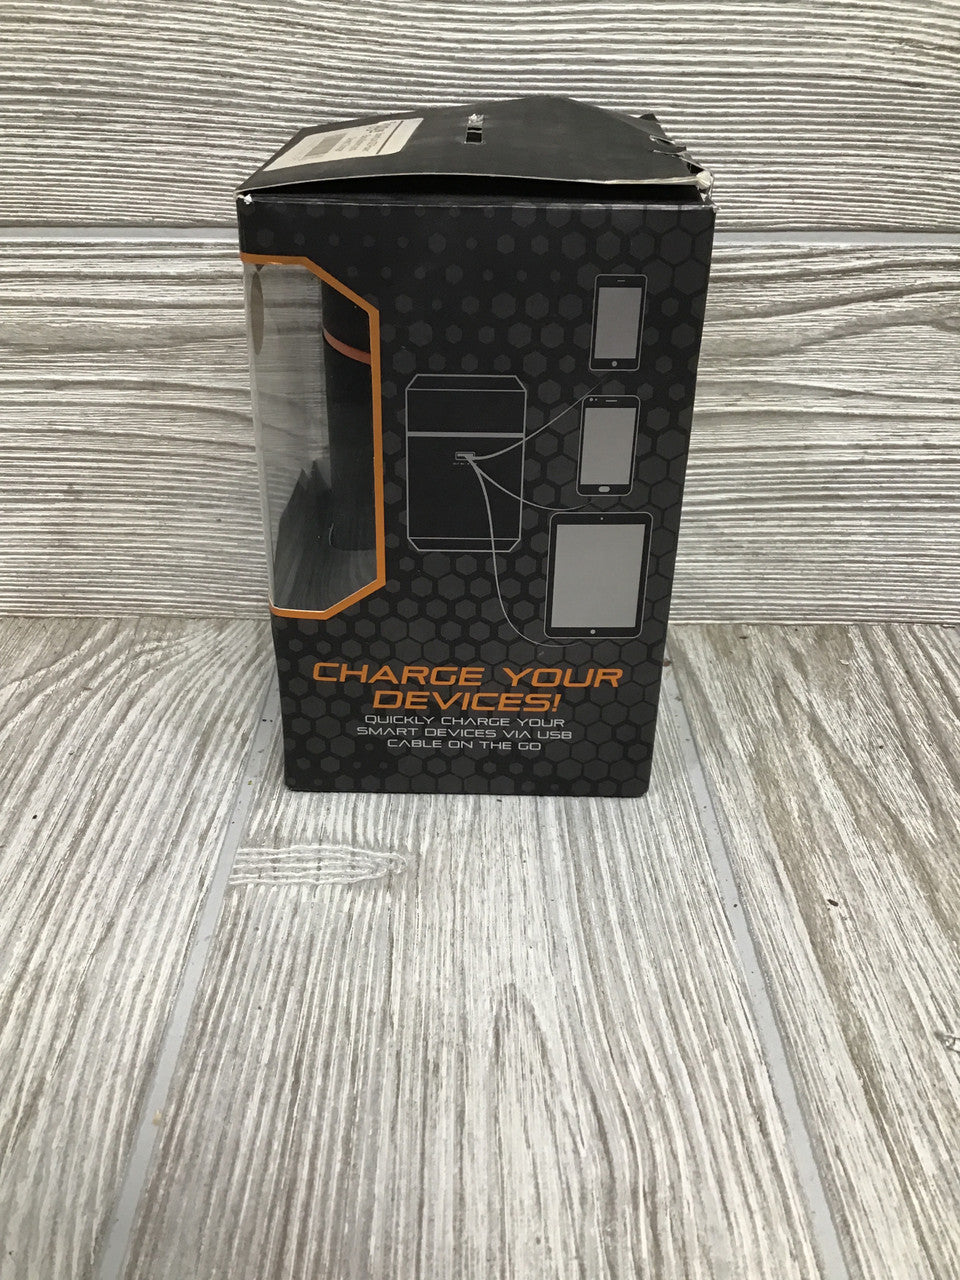 CHARGE YOUR
DEVICES!
QUICKLY CHARGE YOUR
SMART DEVICES VIA USB
CABLE ON THE GO